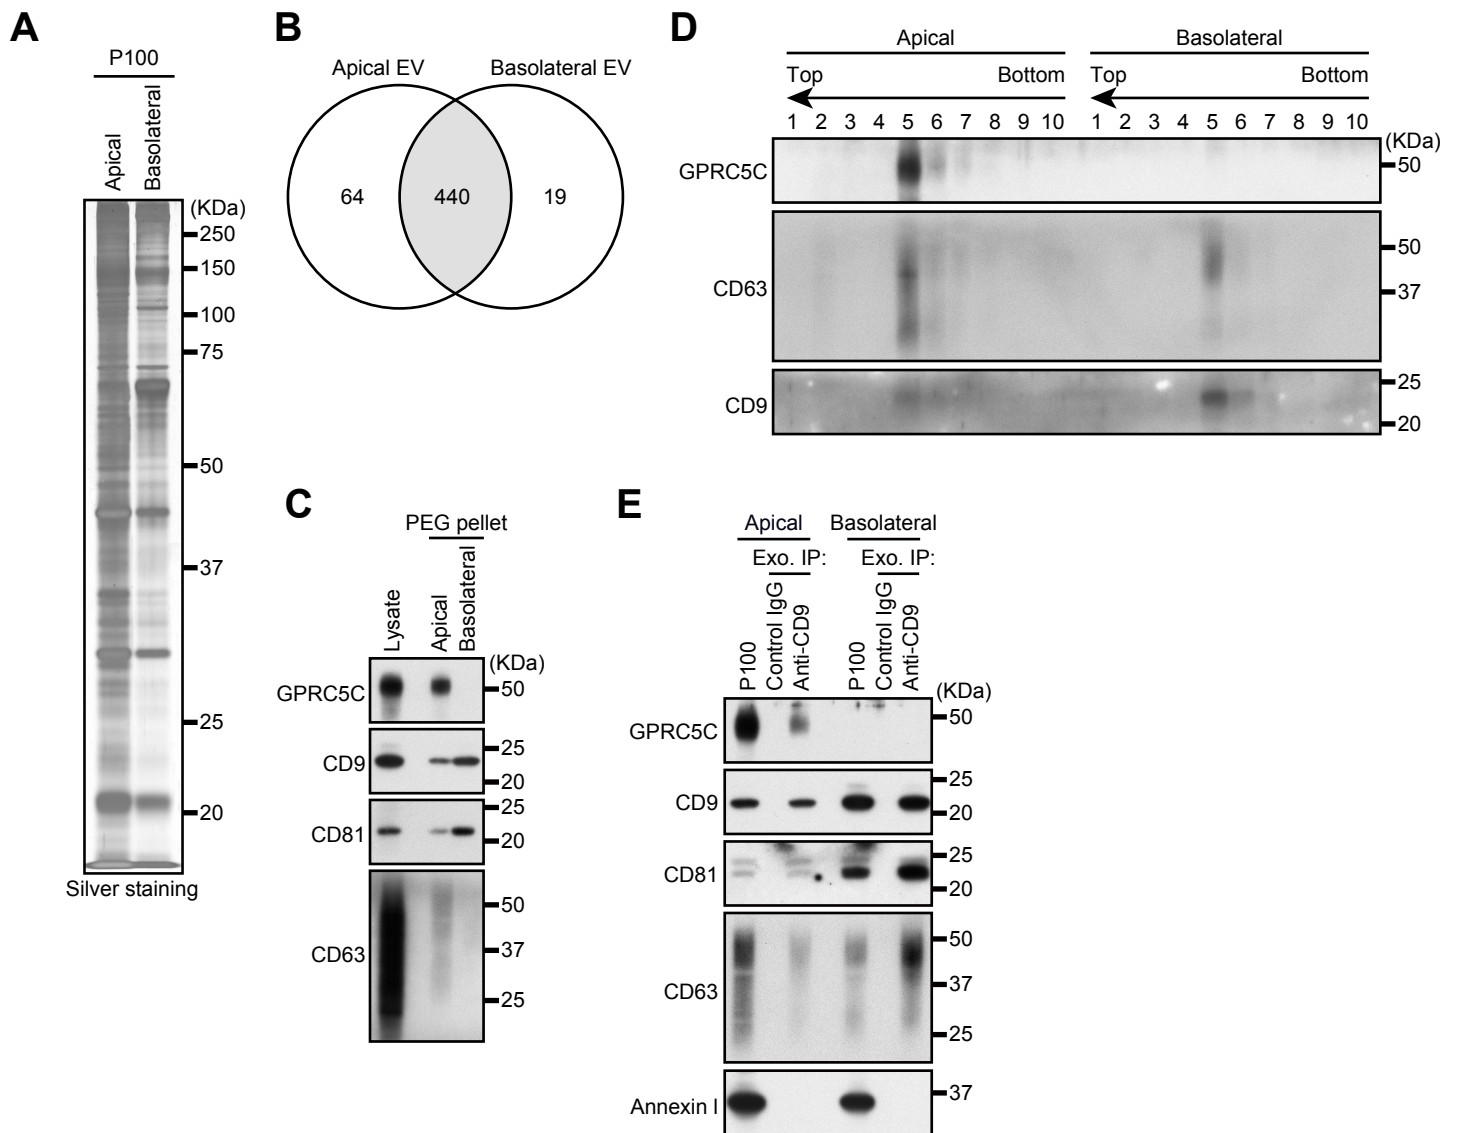 A
P100
Apical
Basolateral
(KDa)
250
150
100
75
50
37
25
20
Silver staining
B
Apical EV
Basolateral EV
64
440
19
C
PEG pellet
Lysate
Apical
Basolateral
(KDa)
GPRC5C
50
CD9
25
20
CD81
25
20
CD63
50
37
25
D
Apical
Basolateral
Top Bottom Top Bottom
1 2 3 4 5 6 7 8 9 10 1 2 3 4 5 6 7 8 9 10
(KDa)
GPRC5C
50
CD63
50
37
CD9
25
20
E
Apical Basolateral
Exo. IP: Exo. IP:
P100
Control IgG
Anti-CD9
P100
Control IgG
Anti-CD9
(KDa)
GPRC5C
50
CD9
25
20
CD81
25
20
CD63
50
37
25
Annexin I
37